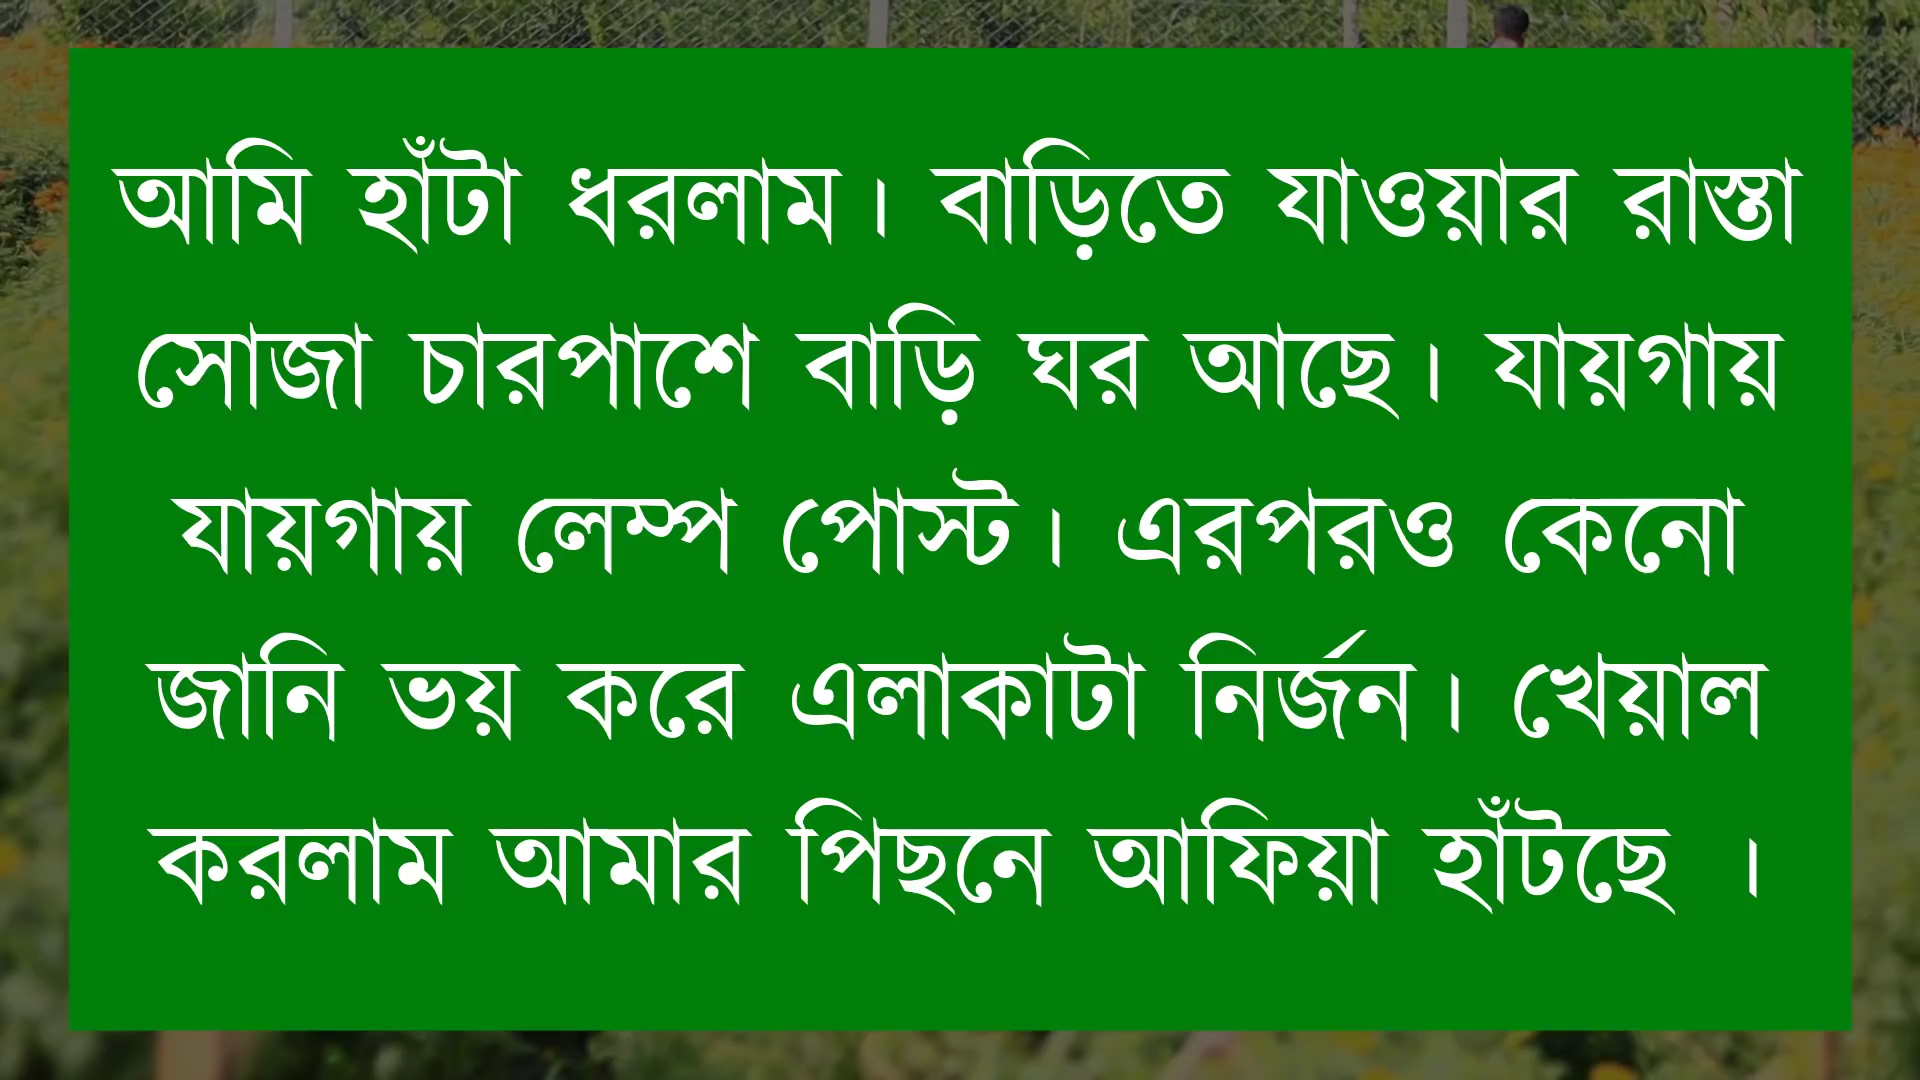 আমি হাঁটা ধরলাম। বাড়িতে যাওয়ার রাস্তা
সোজা চারপাশে বাড়ি ঘর আছে। যায়গায়
যায়গায় লেম্প পোস্ট। এরপরও কেনো
জানি ভয় করে এলাকাটা নির্জন। খেয়াল
করলাম আমার পিছনে আফিয়া হাঁটছে ।